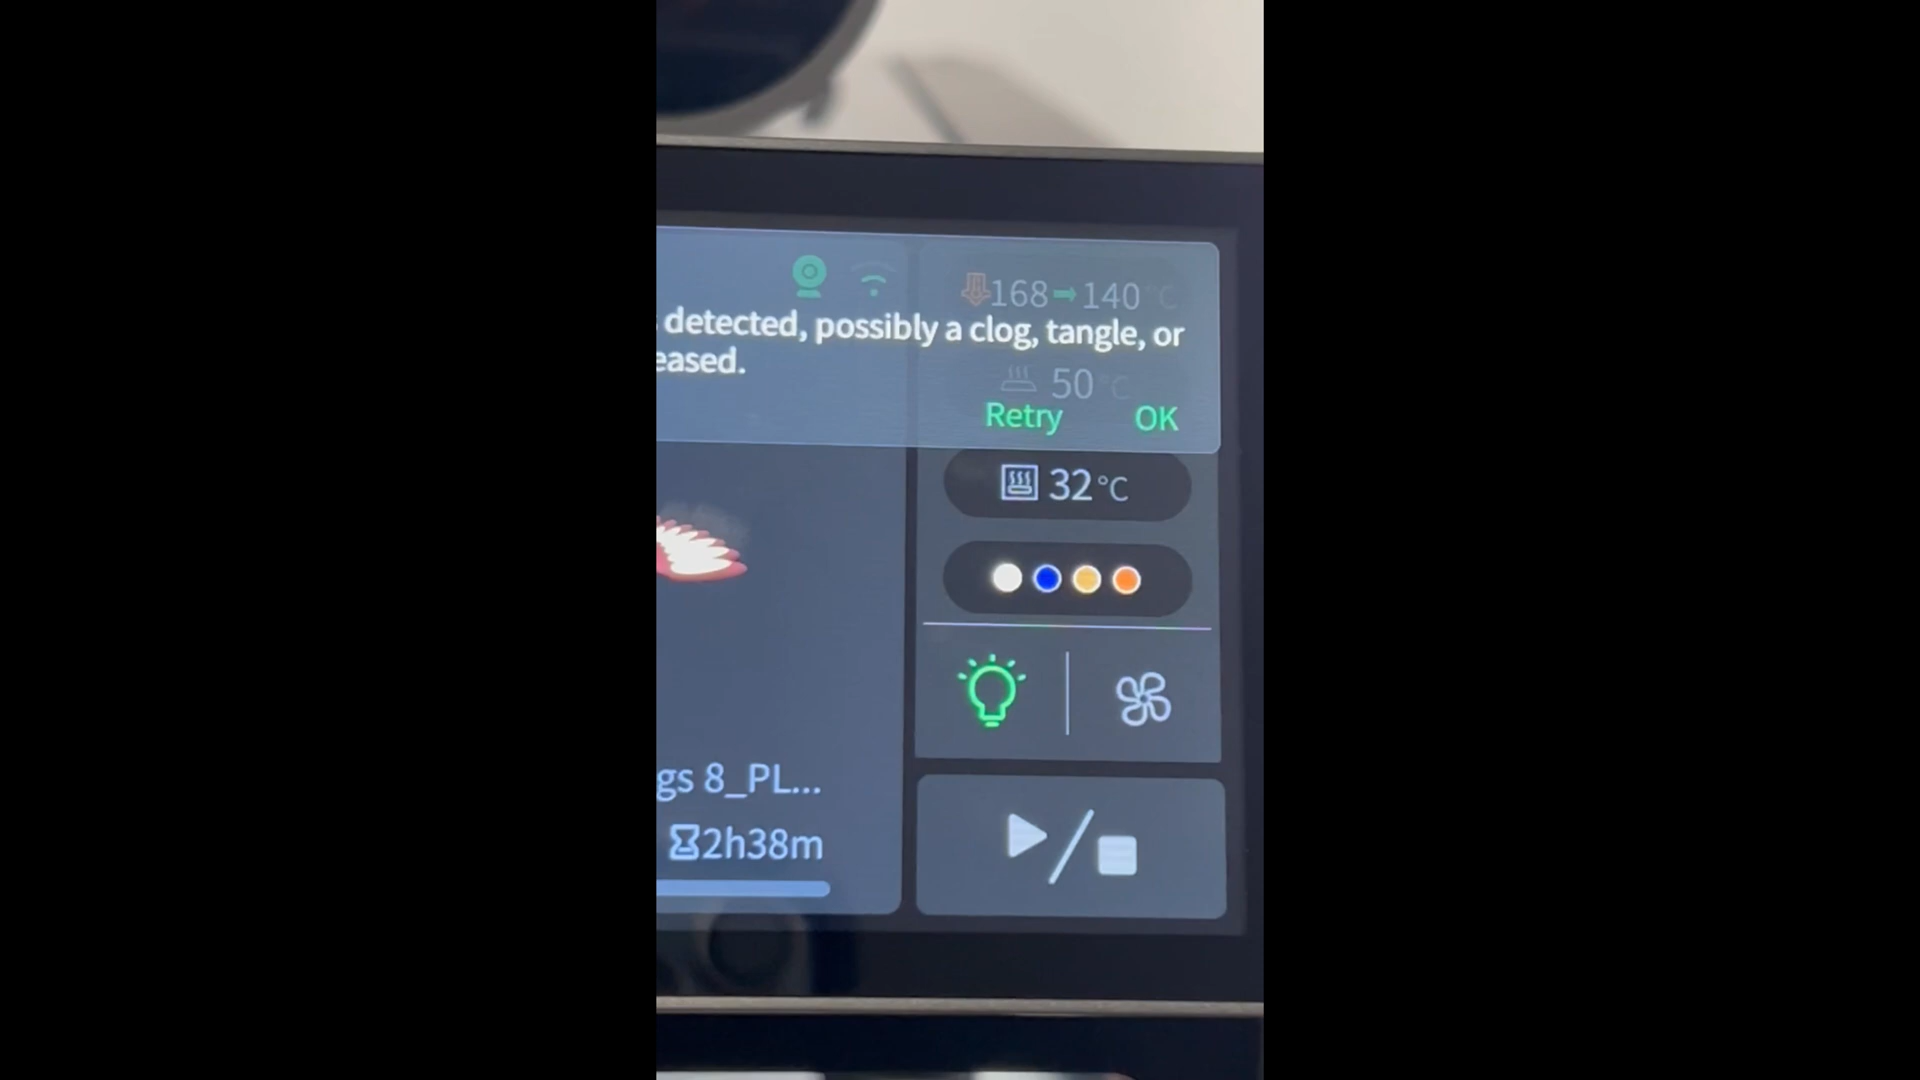 168→140 °C
detected, possibly a clog, tangle, or
eased.
50 °C
Retry OK
32 °C
gs 8_PL...
2h38m